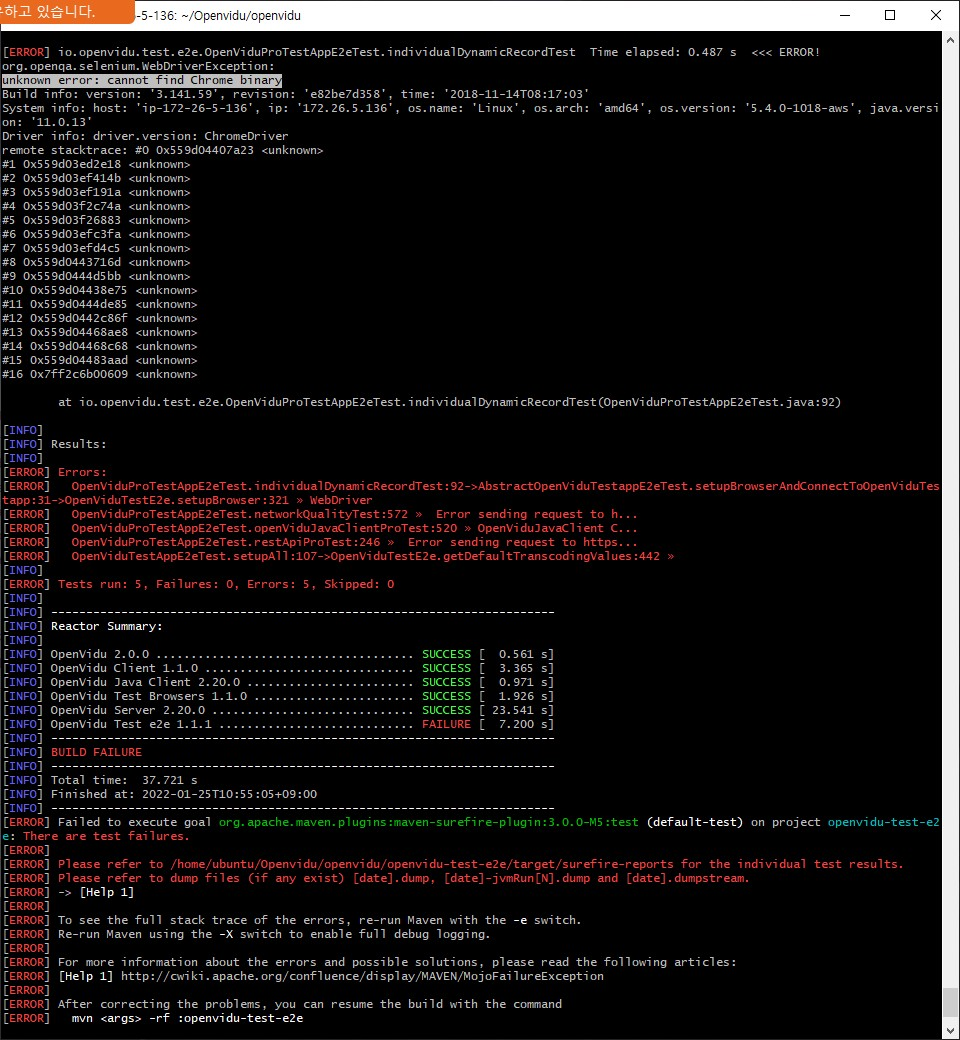 하고 있습니다.
-5-136: ~/Openvidu/openvidu
[ERROR] io.openvidu.test.e2e.OpenViduProTestAppE2eTest.individualDynamicRecordTest  Time elapsed: 0.487 s  <<< ERROR!
org.openqa.selenium.WebDriverException:
unknown error: cannot find Chrome binary
Build info: version: '3.141.59', revision: 'e82be7d358', time: '2018-11-14T08:17:03'
System info: host: 'ip-172-26-5-136', ip: '172.26.5.136', os.name: 'Linux', os.arch: 'amd64', os.version: '5.4.0-1018-aws', java.versi
on: '11.0.13'
Driver info: driver.version: ChromeDriver
remote stacktrace: #0 0x559d04407a23 <unknown>
#1 0x559d03ed2e18 <unknown>
#2 0x559d03ef414b <unknown>
#3 0x559d03ef191a <unknown>
#4 0x559d03f2c74a <unknown>
#5 0x559d03f26883 <unknown>
#6 0x559d03efc3fa <unknown>
#7 0x559d03efd4c5 <unknown>
#8 0x559d0443716d <unknown>
#9 0x559d0444d5bb <unknown>
#10 0x559d04438e75 <unknown>
#11 0x559d0444de85 <unknown>
#12 0x559d0442c86f <unknown>
#13 0x559d04468ae8 <unknown>
#14 0x559d04468c68 <unknown>
#15 0x559d04483aad <unknown>
#16 0x7ff2c6b00609 <unknown>
at io.openvidu.test.e2e.OpenViduProTestAppE2eTest.individualDynamicRecordTest(OpenViduProTestAppE2eTest.java:92)
[INFO]
[INFO] Results:
[INFO]
[ERROR] Errors:
[ERROR]   OpenViduProTestAppE2eTest.individualDynamicRecordTest:92->AbstractOpenViduTestappE2eTest.setupBrowserAndConnectToOpenViduTes
tapp:31->OpenViduTestE2e.setupBrowser:321 » WebDriver
[ERROR]   OpenViduProTestAppE2eTest.networkQualityTest:572 »  Error sending request to h...
[ERROR]   OpenViduProTestAppE2eTest.openViduJavaClientProTest:520 » OpenViduJavaClient C...
[ERROR]   OpenViduProTestAppE2eTest.restApiProTest:246 »  Error sending request to https...
[ERROR]   OpenViduTestAppE2eTest.setupAll:107->OpenViduTestE2e.getDefaultTranscodingValues:442 »
[INFO]
[ERROR] Tests run: 5, Failures: 0, Errors: 5, Skipped: 0
[INFO]
[INFO] ------------------------------------------------------------------------
[INFO] Reactor Summary:
[INFO]
[INFO] OpenVidu 2.0.0 ..................................... SUCCESS [  0.561 s]
[INFO] OpenVidu Client 1.1.0 .............................. SUCCESS [  3.365 s]
[INFO] OpenVidu Java Client 2.20.0 ........................ SUCCESS [  0.971 s]
[INFO] OpenVidu Test Browsers 1.1.0 ....................... SUCCESS [  1.926 s]
[INFO] OpenVidu Server 2.20.0 ............................. SUCCESS [ 23.541 s]
[INFO] OpenVidu Test e2e 1.1.1 ............................ FAILURE [  7.200 s]
[INFO] ------------------------------------------------------------------------
[INFO] BUILD FAILURE
[INFO] ------------------------------------------------------------------------
[INFO] Total time:  37.721 s
[INFO] Finished at: 2022-01-25T10:55:05+09:00
[INFO] ------------------------------------------------------------------------
[ERROR] Failed to execute goal org.apache.maven.plugins:maven-surefire-plugin:3.0.0-M5:test (default-test) on project openvidu-test-e2
e: There are test failures.
[ERROR]
[ERROR] Please refer to /home/ubuntu/Openvidu/openvidu/openvidu-test-e2e/target/surefire-reports for the individual test results.
[ERROR] Please refer to dump files (if any exist) [date].dump, [date]-jvmRun[N].dump and [date].dumpstream.
[ERROR] -> [Help 1]
[ERROR]
[ERROR] To see the full stack trace of the errors, re-run Maven with the -e switch.
[ERROR] Re-run Maven using the -X switch to enable full debug logging.
[ERROR]
[ERROR] For more information about the errors and possible solutions, please read the following articles:
[ERROR] [Help 1] http://cwiki.apache.org/confluence/display/MAVEN/MojoFailureException
[ERROR]
[ERROR] After correcting the problems, you can resume the build with the command
[ERROR]   mvn <args> -rf :openvidu-test-e2e